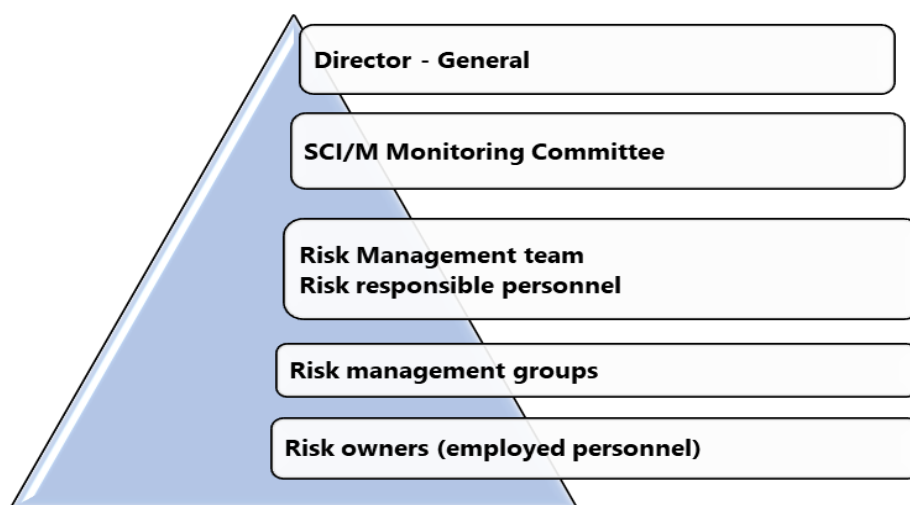 Director - General
SCI/M Monitoring Committee
Risk Management team
Risk responsible personnel
Risk management groups
Risk owners (employed personnel)